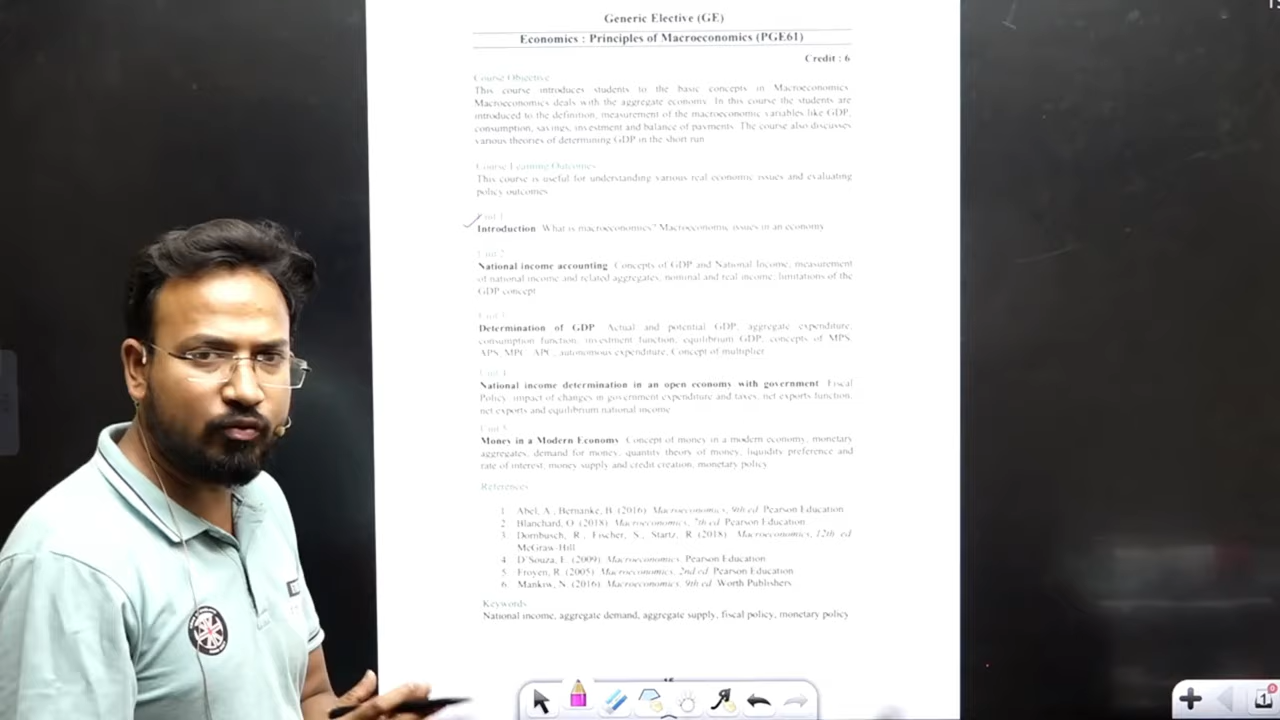 Generic Elective (GE)
Economics : Principles of Macroeconomics (PGE61)
Credit : 6
Course Objective
This course introduces students to the basic concepts in Macroeconomics.
Macroeconomics deals with the aggregate economy. In this course the students are
introduced to the definition, measurement of the macroeconomic variables like GDP,
consumption, savings, investment and balance of payments. The course also discusses
various theories of determining GDP in the short run
Course Learning Outcomes
This course is useful for understanding various real economic issues and evaluating
policy outcomes
Unit 1
Introduction What is macroeconomics? Macroeconomic issues in an economy
Unit 2
National income accounting Concepts of GDP and National Income, measurement
of national income and related aggregates, nominal and real income, limitations of the
GDP concept
Unit 3
Determination of GDP Actual and potential GDP, aggregate expenditure,
consumption function, investment function, equilibrium GDP, concepts of MPS,
APS, MPC, APC, autonomous expenditure, Concept of multiplier
Unit 4
National income determination in an open economy with government Fiscal
Policy impact of changes in government expenditure and taxes, net exports function,
net exports and equilibrium national income
Unit 5
Money in a Modern Economy Concept of money in a modern economy, monetary
aggregates, demand for money, quantity theory of money, liquidity preference and
rate of interest, money supply and credit creation, monetary policy
References
1 Abel, A., Bernanke, B. (2016) Macroeconomics, 9th ed. Pearson Education
2 Blanchard, O. (2018) Macroeconomics, 7th ed. Pearson Education
3 Dornbusch, R., Fischer, S., Startz, R. (2018) Macroeconomics, 12th ed
McGraw-Hill
4 D'Souza, E. (2009) Macroeconomics. Pearson Education
5 Froyen, R. (2005) Macroeconomics, 2nd ed. Pearson Education
6. Mankiw, N. (2016) Macroeconomics, 9th ed. Worth Publishers
Keywords
National income, aggregate demand, aggregate supply, fiscal policy, monetary policy